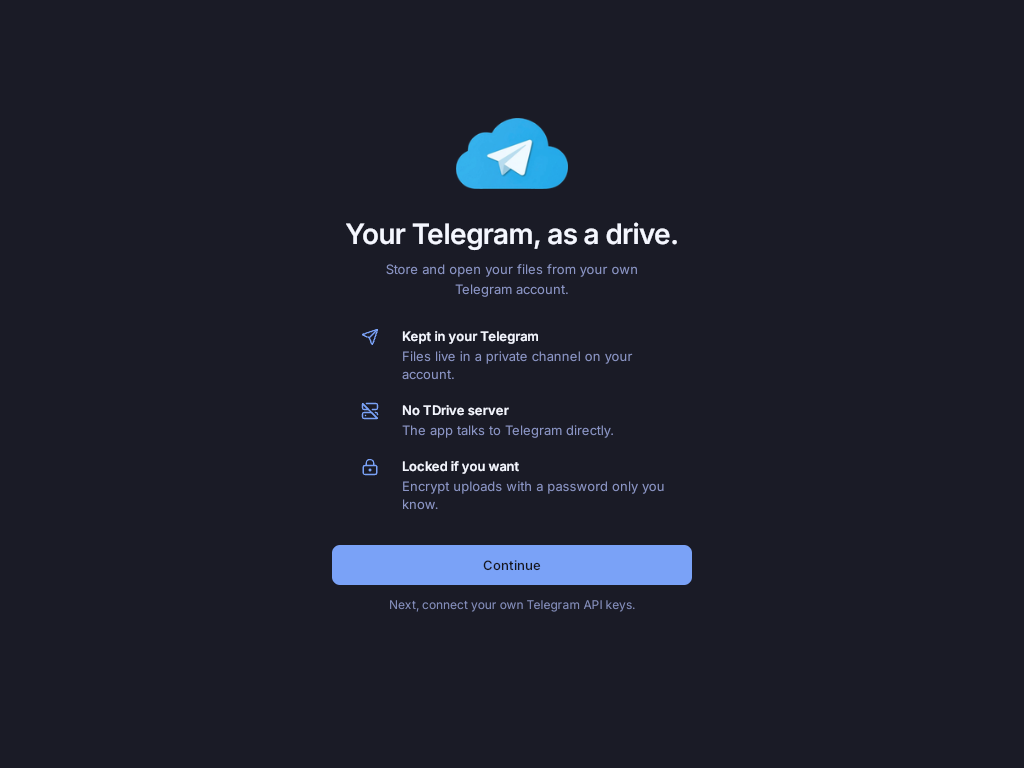 Your Telegram, as a drive.
Store and open your files from your own
Telegram account.
Kept in your Telegram
Files live in a private channel on your
account.
No TDrive server
The app talks to Telegram directly.
Locked if you want
Encrypt uploads with a password only you
know.
Continue
Next, connect your own Telegram API keys.